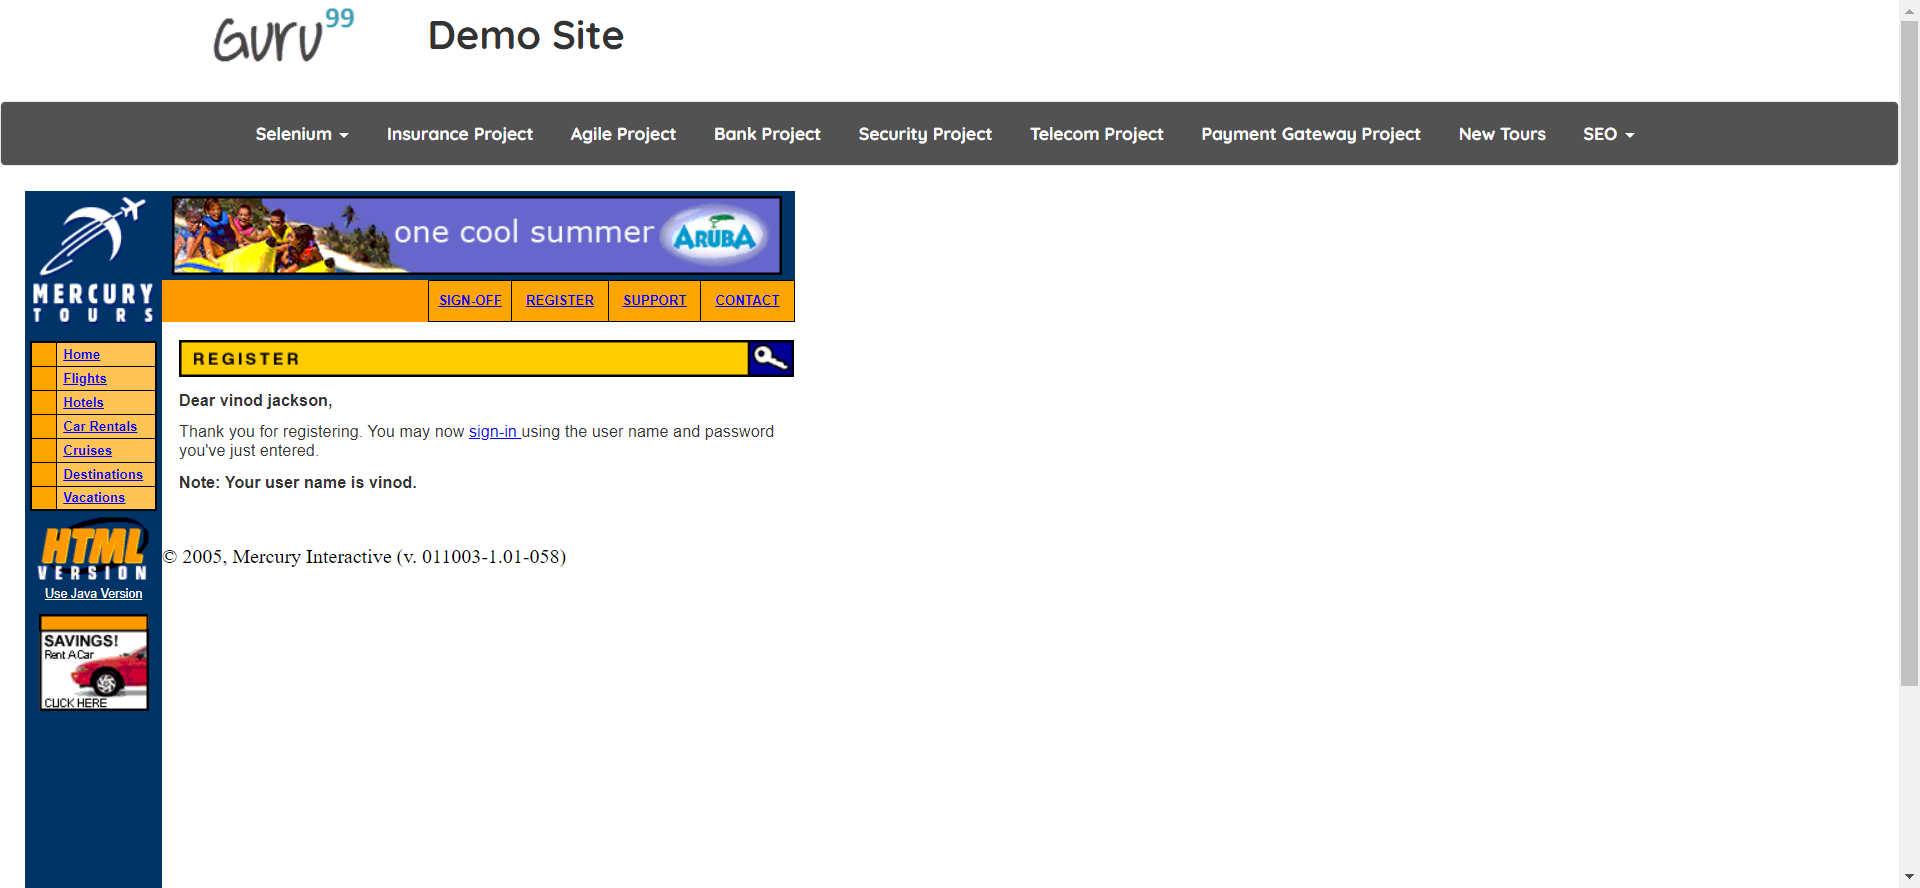 Guru99
Demo Site
Selenium
Insurance Project
Agile Project
Bank Project
Security Project
Telecom Project
Payment Gateway Project
New Tours
SEO
MERCURY
TOURS
one cool summer
ARUBA
SIGN-OFF
REGISTER
SUPPORT
CONTACT
Home
Flights
Hotels
Car Rentals
Cruises
Destinations
Vacations
HTML
VERSION
Use Java Version
SAVINGS!
Rent A Car
CLICK HERE
REGISTER
Dear vinod jackson,
Thank you for registering. You may now sign-in using the user name and password
you've just entered.
Note: Your user name is vinod.
© 2005, Mercury Interactive (v. 011003-1.01-058)